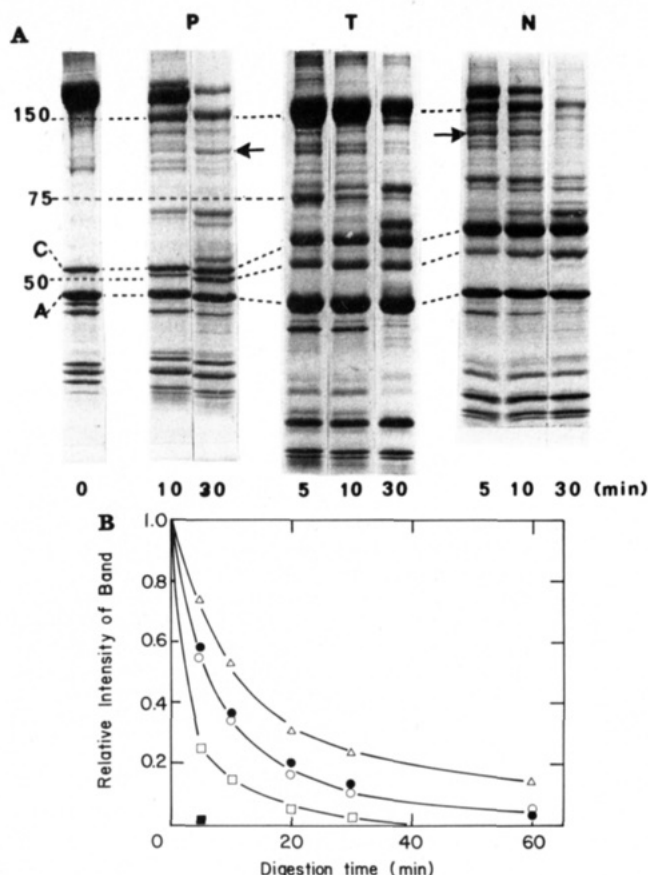 A
P T N
150
75
C
50
A
0 10 30 5 10 30 5 10 30 (min)
B
1.0
0.8
0.6
0.4
0.2
0 20 40 60
Relative Intensity of Band
Digestion time (min)